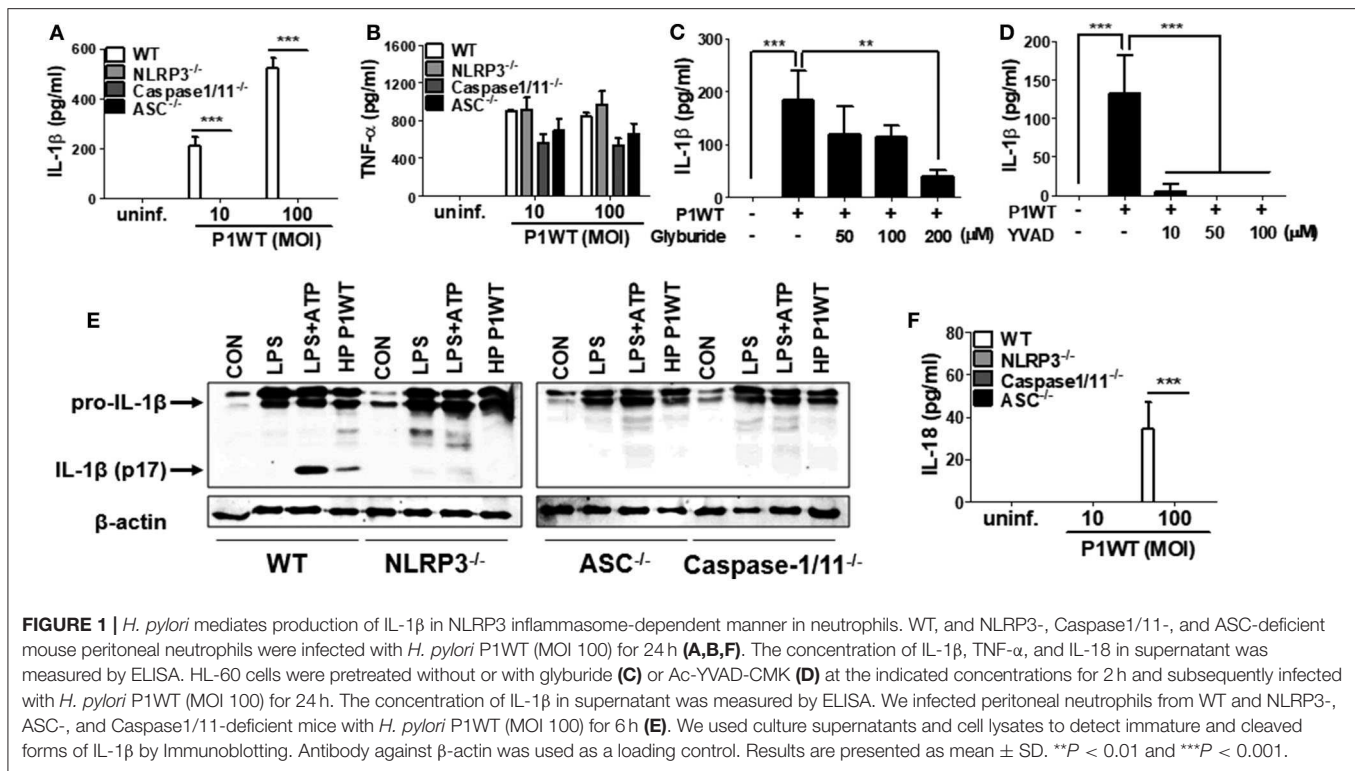 A
IL-1β (pg/ml)
600
400
200
0
WT
NLRP3-/-
Caspase1/11-/-
ASC-/-
***
***
uninf. 10 100
P1WT (MOI)
B
TNF-α (pg/ml)
1600
1200
800
400
0
WT
NLRP3-/-
Caspase1/11-/-
ASC-/-
uninf. 10 100
P1WT (MOI)
C
IL-1β (pg/ml)
300
200
100
0
*** **
P1WT - + + + +
Glyburide - - 50 100 200 (μM)
D
IL-1β (pg/ml)
200
150
100
50
0
*** ***
P1WT - + + + +
YVAD - - 10 50 100 (μM)
E
CON LPS LPS+ATP HP P1WT CON LPS LPS+ATP HP P1WT CON LPS LPS+ATP HP P1WT CON LPS LPS+ATP HP P1WT
pro-IL-1β
IL-1β (p17)
β-actin
WT NLRP3-/- ASC-/- Caspase-1/11-/-
F
IL-18 (pg/ml)
80
60
40
20
0
WT
NLRP3-/-
Caspase1/11-/-
ASC-/-
***
uninf. 10 100
P1WT (MOI)
FIGURE 1 | H. pylori mediates production of IL-1β in NLRP3 inflammasome-dependent manner in neutrophils. WT, and NLRP3-, Caspase1/11-, and ASC-deficient
mouse peritoneal neutrophils were infected with H. pylori P1WT (MOI 100) for 24 h (A,B,F). The concentration of IL-1β, TNF-α, and IL-18 in supernatant was
measured by ELISA. HL-60 cells were pretreated without or with glyburide (C) or Ac-YVAD-CMK (D) at the indicated concentrations for 2 h and subsequently infected
with H. pylori P1WT (MOI 100) for 24 h. The concentration of IL-1β in supernatant was measured by ELISA. We infected peritoneal neutrophils from WT and NLRP3-,
ASC-, and Caspase1/11-deficient mice with H. pylori P1WT (MOI 100) for 6 h (E). We used culture supernatants and cell lysates to detect immature and cleaved
forms of IL-1β by Immunoblotting. Antibody against β-actin was used as a loading control. Results are presented as mean ± SD. **P < 0.01 and ***P < 0.001.